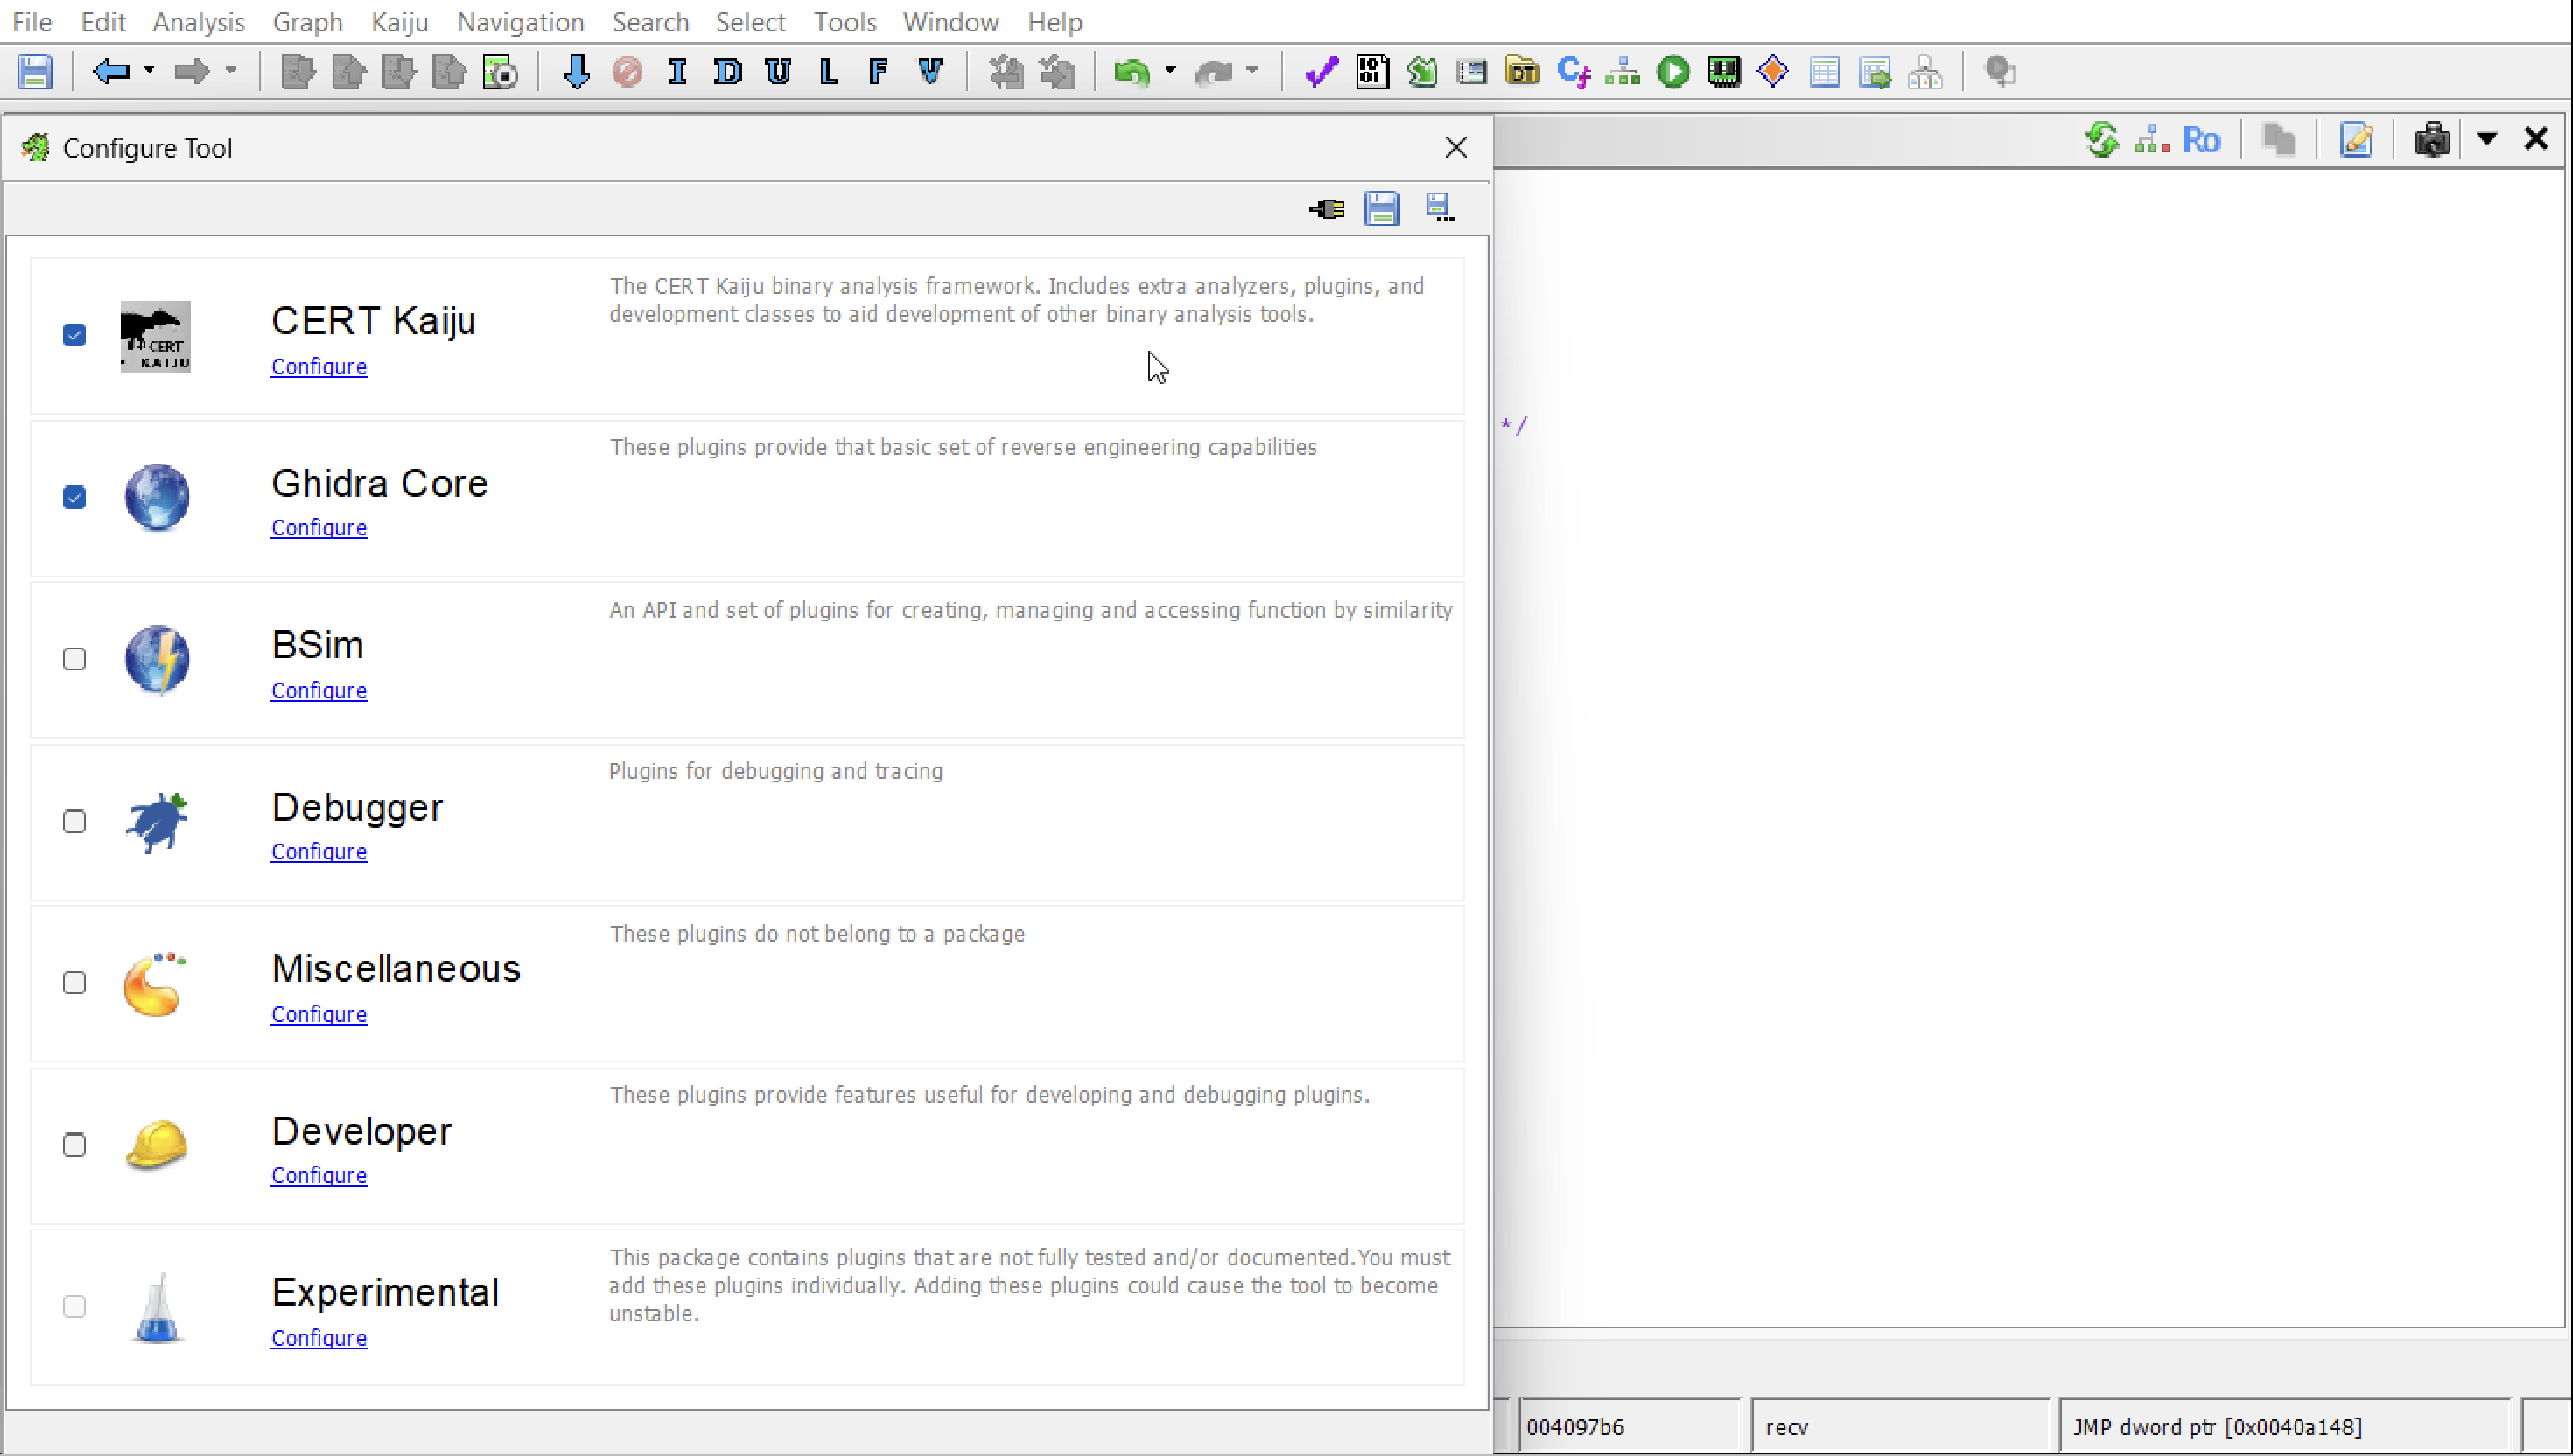 File Edit Analysis Graph Kaiju Navigation Search Select Tools Window Help
I D U L F V
Configure Tool
Ro
CERT Kaiju
Configure
The CERT Kaiju binary analysis framework. Includes extra analyzers, plugins, and
development classes to aid development of other binary analysis tools.
CERT
KAIJU
*/
Ghidra Core
Configure
These plugins provide that basic set of reverse engineering capabilities
BSim
Configure
An API and set of plugins for creating, managing and accessing function by similarity
Debugger
Configure
Plugins for debugging and tracing
Miscellaneous
Configure
These plugins do not belong to a package
Developer
Configure
These plugins provide features useful for developing and debugging plugins.
Experimental
Configure
This package contains plugins that are not fully tested and/or documented.You must
add these plugins individually. Adding these plugins could cause the tool to become
unstable.
004097b6
recv
JMP dword ptr [0x0040a148]